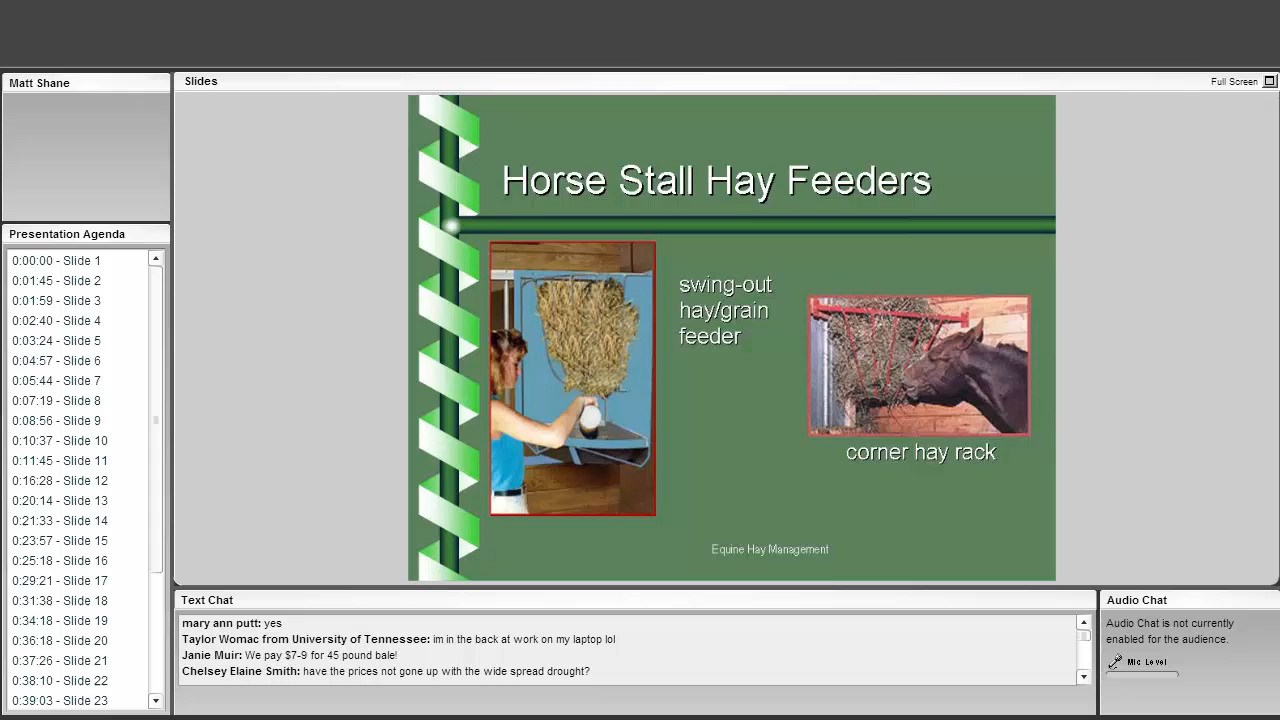 Matt Shane
Slides
Full Screen
Horse Stall Hay Feeders
swing-out
hay/grain
feeder
corner hay rack
Equine Hay Management
Presentation Agenda
0:00:00 - Slide 1
0:01:45 - Slide 2
0:01:59 - Slide 3
0:02:40 - Slide 4
0:03:24 - Slide 5
0:04:57 - Slide 6
0:05:44 - Slide 7
0:07:19 - Slide 8
0:08:56 - Slide 9
0:10:37 - Slide 10
0:11:45 - Slide 11
0:16:28 - Slide 12
0:20:14 - Slide 13
0:21:33 - Slide 14
0:23:57 - Slide 15
0:25:18 - Slide 16
0:29:21 - Slide 17
0:31:38 - Slide 18
0:34:18 - Slide 19
0:36:18 - Slide 20
0:37:26 - Slide 21
0:38:10 - Slide 22
0:39:03 - Slide 23
Text Chat
mary ann putt: yes
Taylor Womac from University of Tennessee: im in the back at work on my laptop lol
Janie Muir: We pay $7-9 for 45 pound bale!
Chelsey Elaine Smith: have the prices not gone up with the wide spread drought?
Audio Chat
Audio Chat is not currently
enabled for the audience.
Mic Level